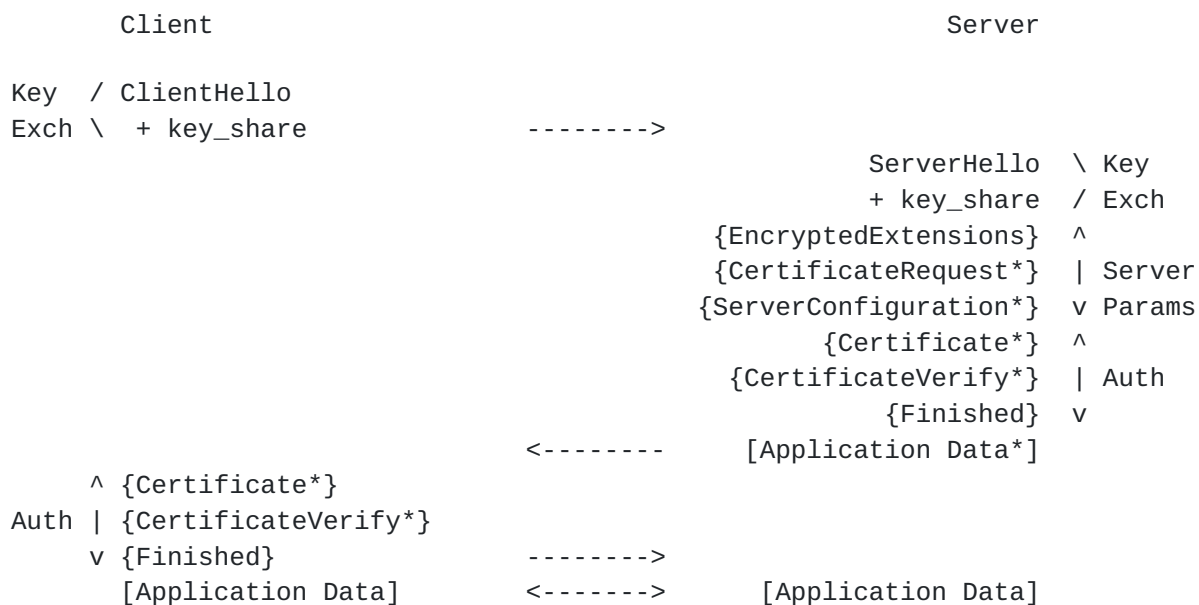 Client                                               Server

Key  / ClientHello
Exch \  + key_share              -------->
                                                ServerHello  \ Key
                                                + key_share  / Exch
                                      {EncryptedExtensions}  ^
                                      {CertificateRequest*}  | Server
                                     {ServerConfiguration*}  v Params
                                             {Certificate*}  ^
                                       {CertificateVerify*}  | Auth
                                                 {Finished}  v
                                 <--------     [Application Data*]
     ^ {Certificate*}
Auth | {CertificateVerify*}
     v {Finished}                -------->
       [Application Data]        <------->      [Application Data]